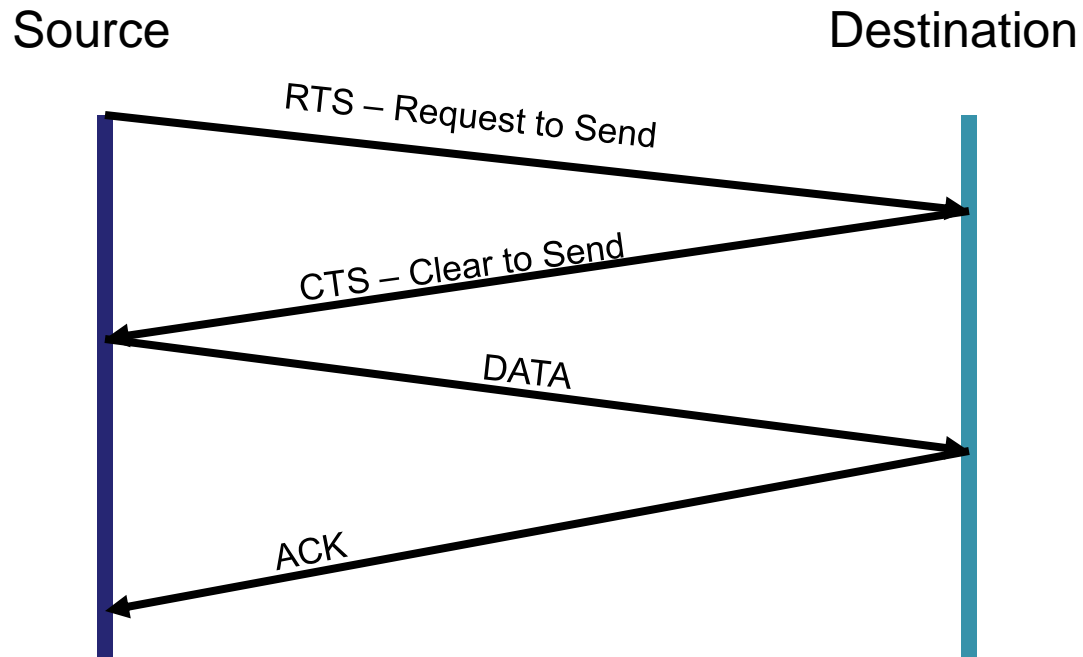 Source
Destination
RTS – Request to Send
CTS – Clear to Send
DATA
ACK